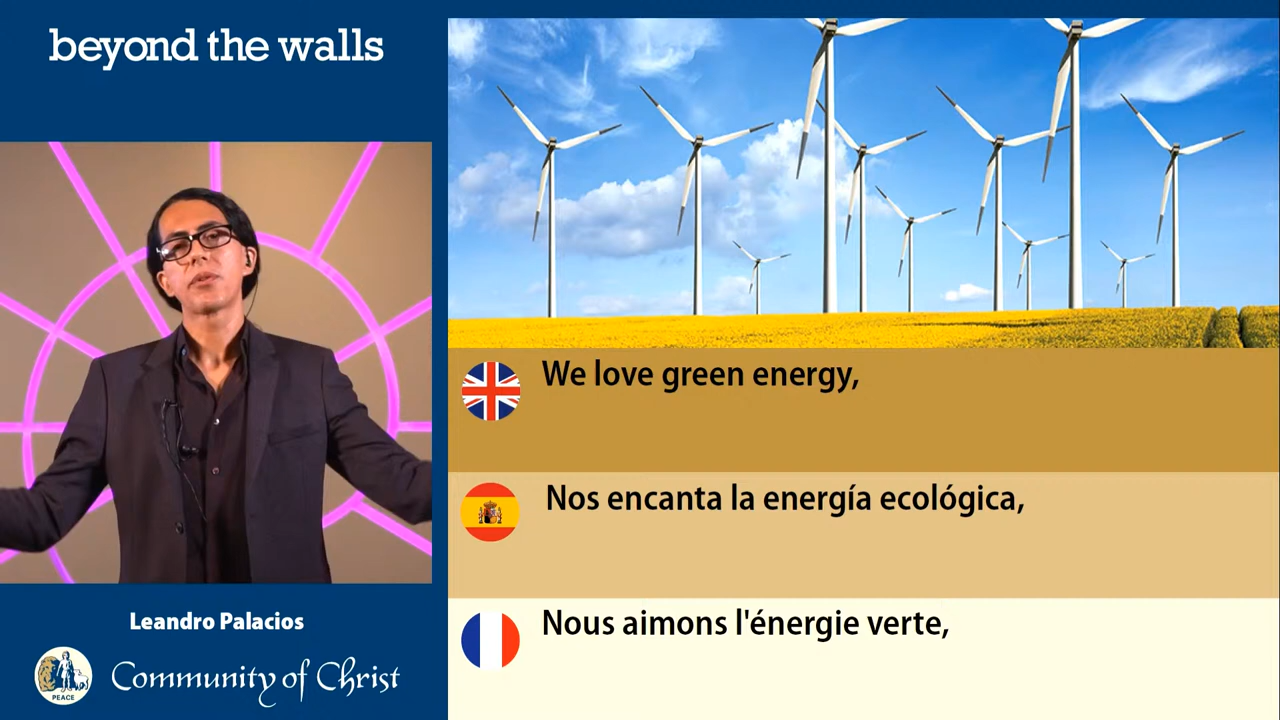 beyond the walls
We love green energy,
Nos encanta la energía ecológica,
Nous aimons l'énergie verte,
Leandro Palacios
Community of Christ
PEACE